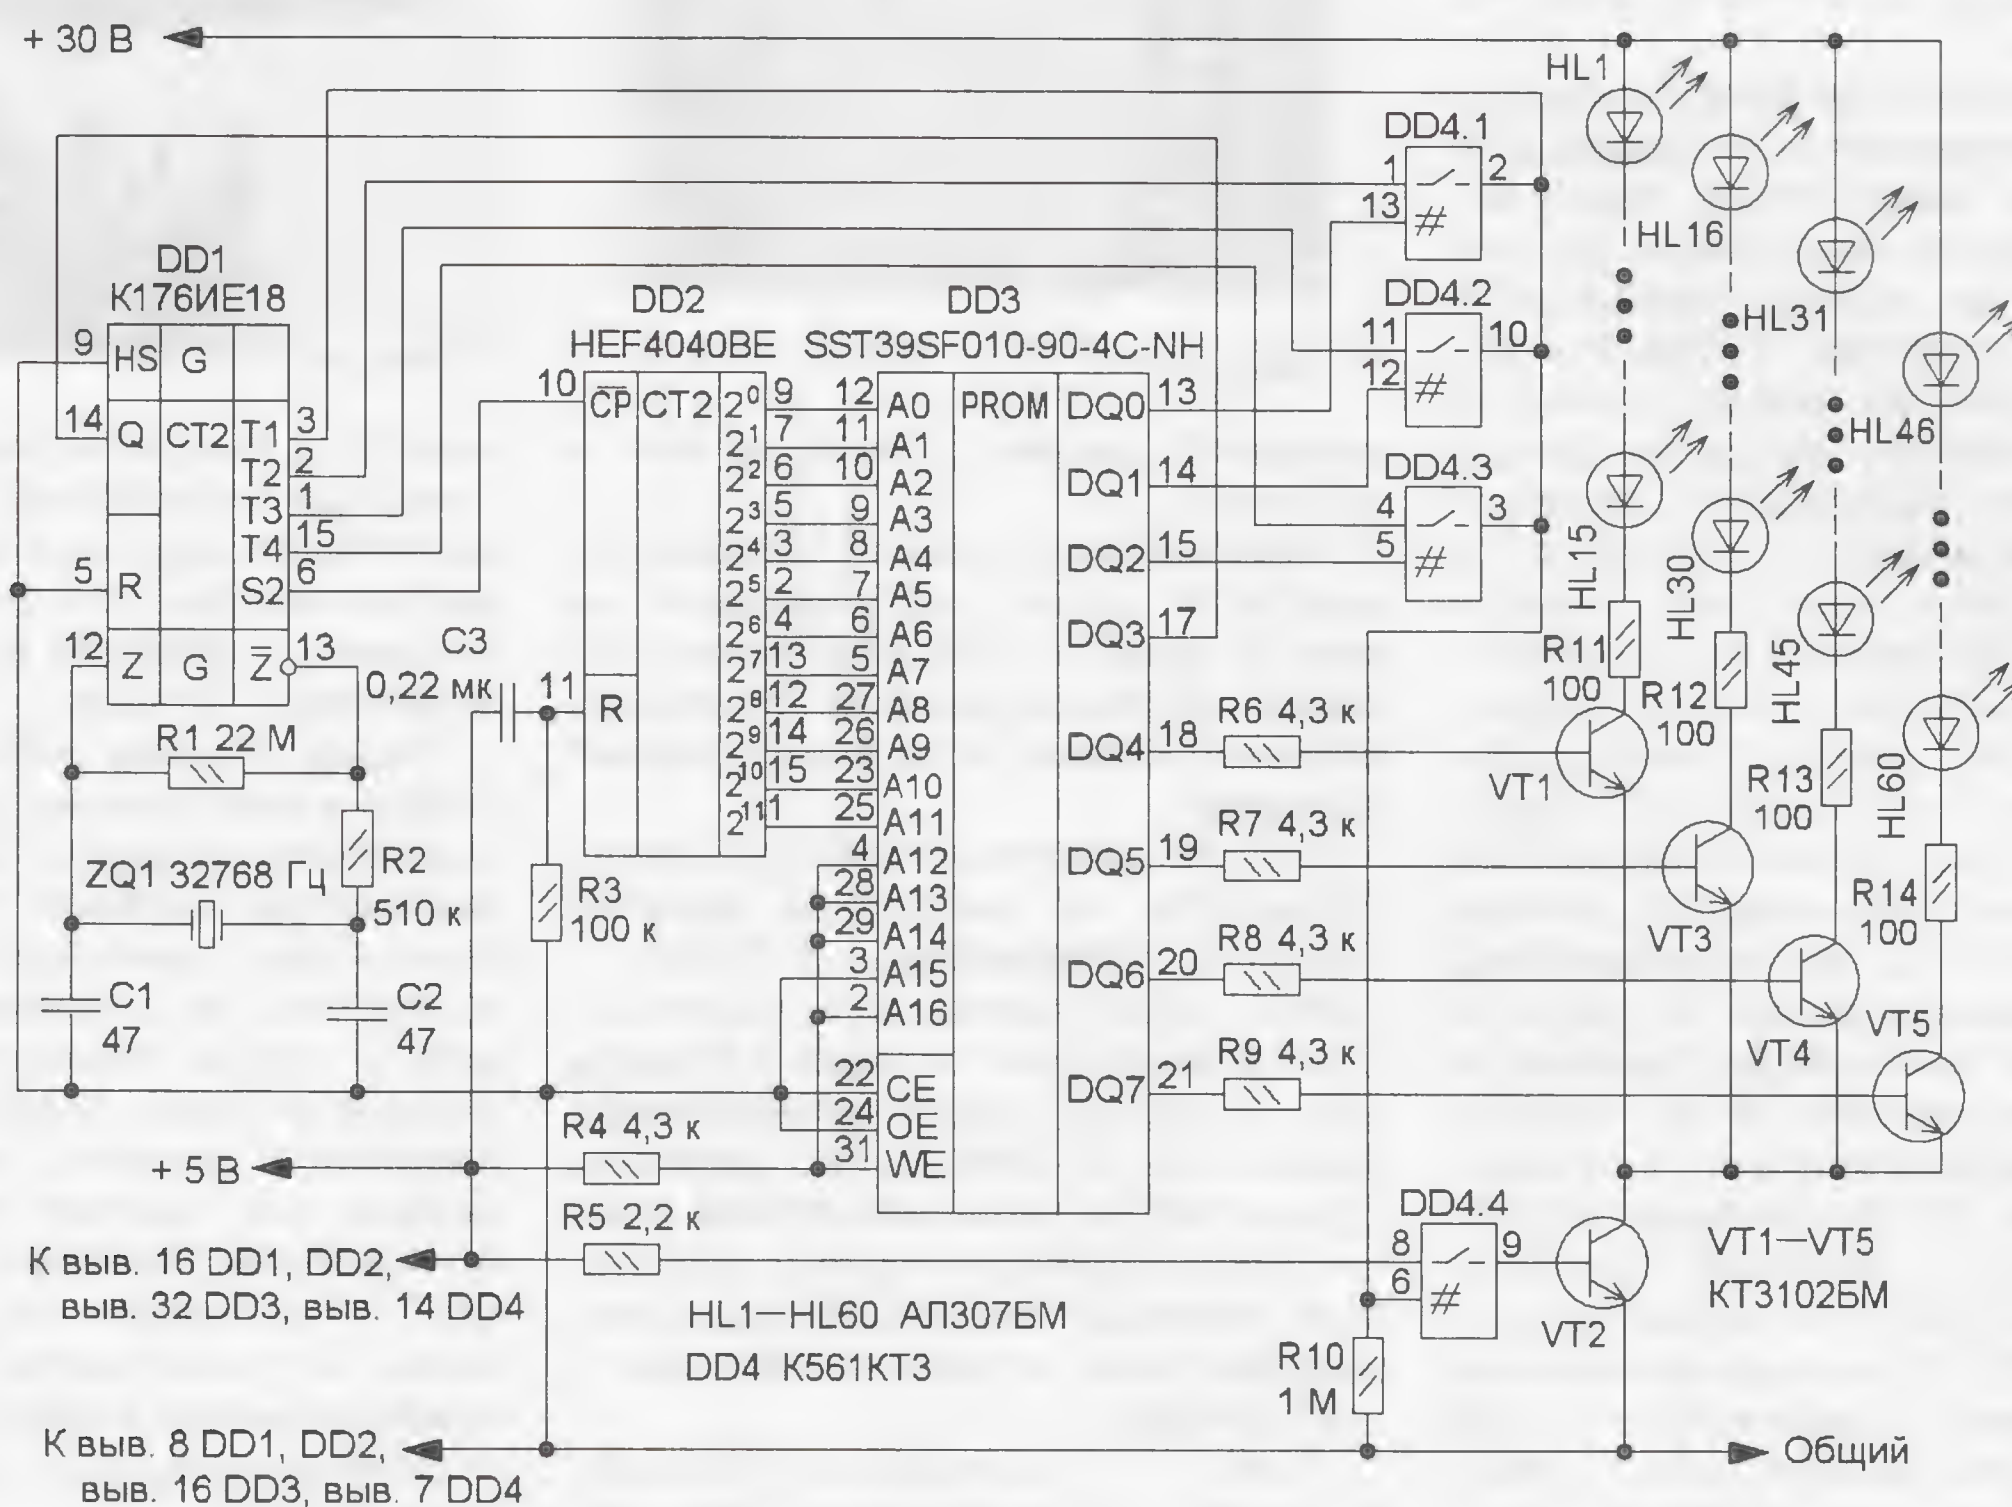 + 30 В
HL1
DD4.1
1 2
13 #
HL16
DD1
К176ИЕ18
DD2
HEF4040BE
DD3
SST39SF010-90-4C-NH
DD4.2
11 10
12 #
HL31
9 HS G
14 Q CT2 T1 3
T2 2
T3 1
T4 15
5 R S2 6
12 Z G Z̅ 13
10 C̅P̅ CT2 2⁰ 9 12 A0 PROM DQ0 13
2¹ 7 11 A1
2² 6 10 A2 DQ1 14
2³ 5 9 A3
2⁴ 3 8 A4 DQ2 15
2⁵ 2 7 A5
2⁶ 4 6 A6 DQ3 17
2⁷ 13 5 A7
11 R 2⁸ 12 27 A8
2⁹ 14 26 A9 DQ4 18
2¹⁰ 15 23 A10
2¹¹ 1 25 A11
4 A12 DQ5 19
28 A13
29 A14
3 A15 DQ6 20
2 A16
22 CE DQ7 21
24 OE
31 WE
DD4.3
4 3
5 #
HL46
HL15
HL30
HL45
HL60
C3
0,22 мк
R1 22 М
R2
510 к
ZQ1 32768 Гц
C1
47
C2
47
R3
100 к
R6 4,3 к
R7 4,3 к
R8 4,3 к
R9 4,3 к
R11
100
R12
100
R13
100
R14
100
VT1
VT3
VT4
VT5
R4 4,3 к
+ 5 В
R5 2,2 к
DD4.4
8 9
6 #
VT2
VT1—VT5
КТ3102БМ
К выв. 16 DD1, DD2,
выв. 32 DD3, выв. 14 DD4
HL1—HL60 АЛ307БМ
DD4 К561КТ3
R10
1 М
К выв. 8 DD1, DD2,
выв. 16 DD3, выв. 7 DD4
Общий